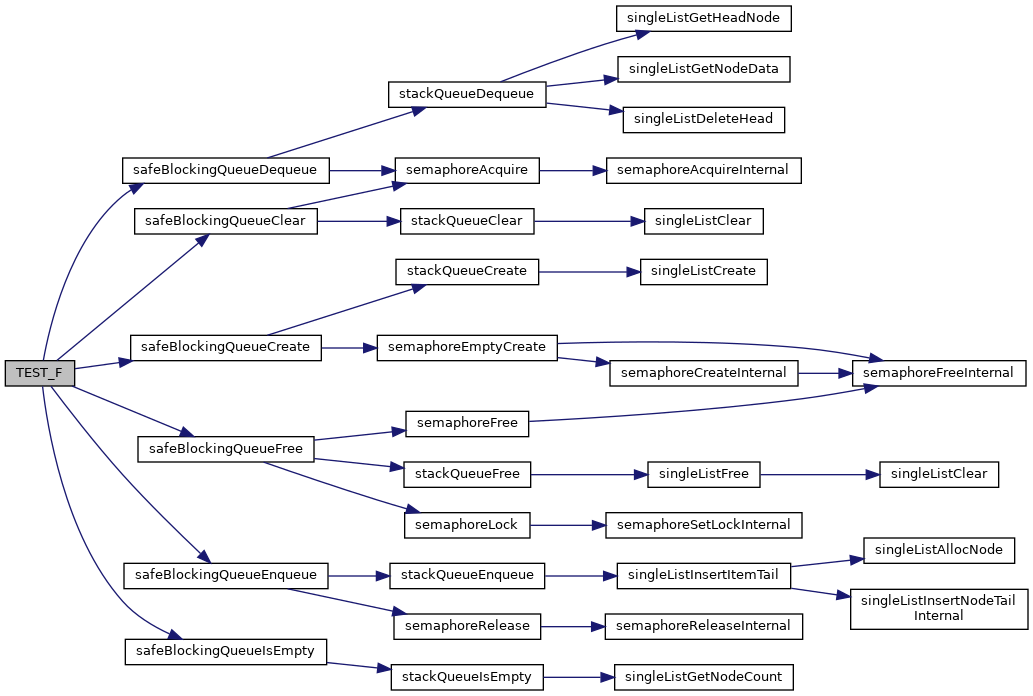 singleListGetHeadNode
singleListGetNodeData
stackQueueDequeue
singleListDeleteHead
safeBlockingQueueDequeue
semaphoreAcquire
semaphoreAcquireInternal
safeBlockingQueueClear
stackQueueClear
singleListClear
stackQueueCreate
singleListCreate
safeBlockingQueueCreate
semaphoreEmptyCreate
TEST_F
semaphoreCreateInternal
semaphoreFreeInternal
semaphoreFree
safeBlockingQueueFree
stackQueueFree
singleListFree
singleListClear
semaphoreLock
semaphoreSetLockInternal
singleListAllocNode
safeBlockingQueueEnqueue
stackQueueEnqueue
singleListInsertItemTail
singleListInsertNodeTail
Internal
semaphoreRelease
semaphoreReleaseInternal
safeBlockingQueueIsEmpty
stackQueueIsEmpty
singleListGetNodeCount